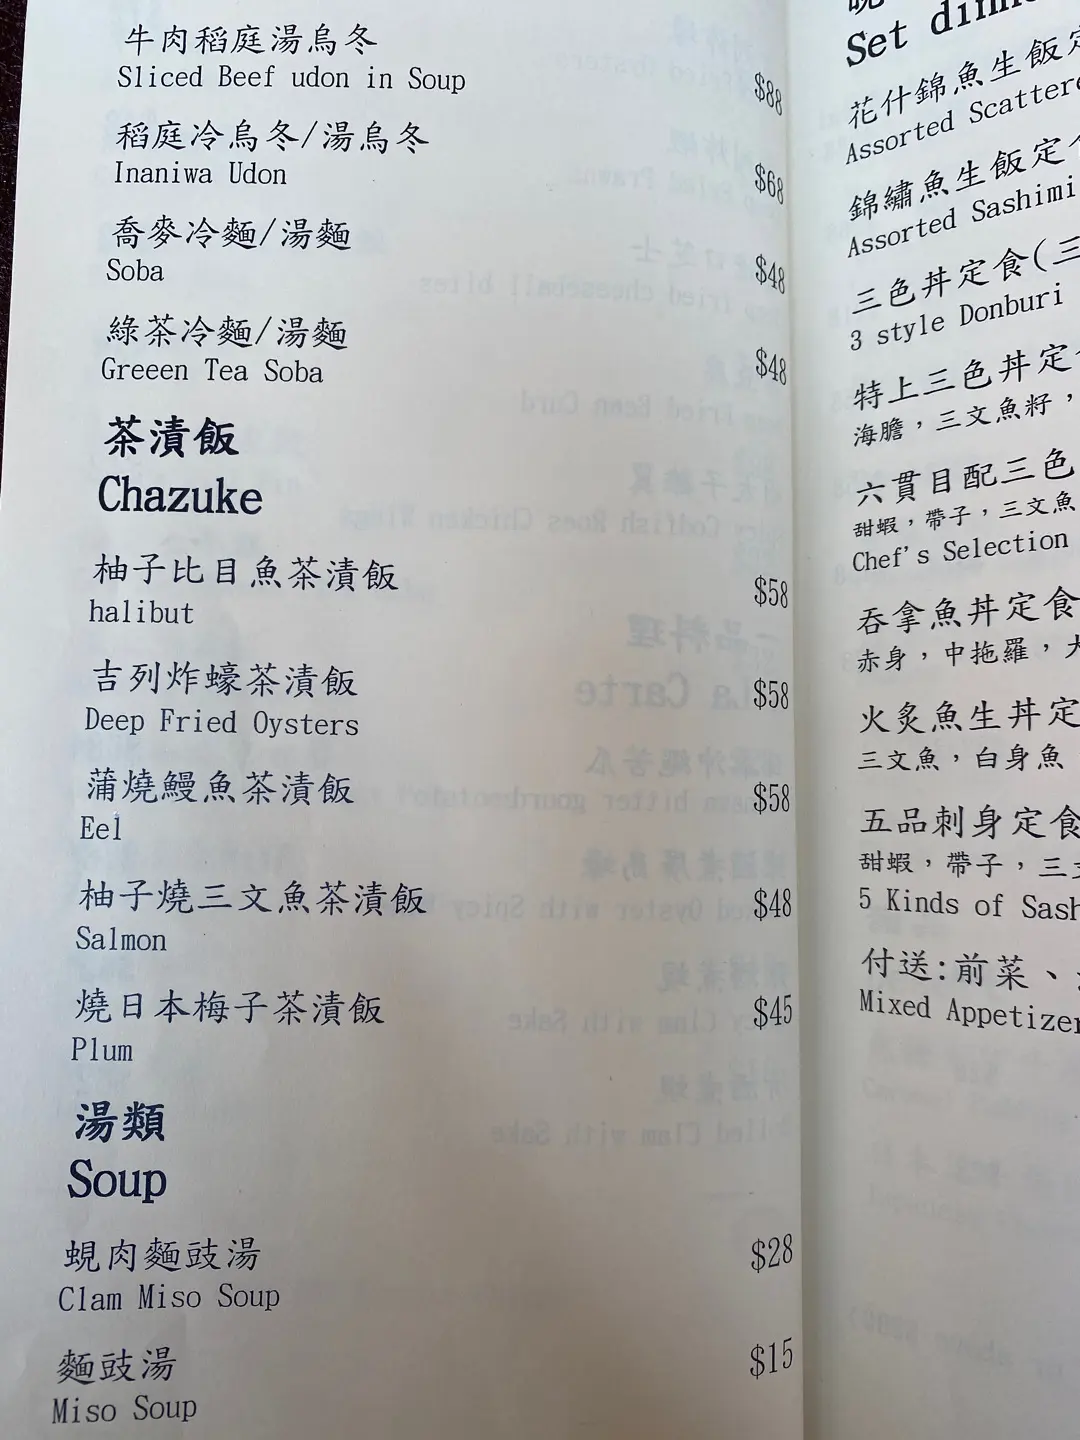 牛肉稻庭湯烏冬
Sliced Beef udon in Soup
$88
稻庭冷烏冬/湯烏冬
Inaniwa Udon
$68
喬麥冷麵/湯麵
Soba
$48
綠茶冷麵/湯麵
Greeen Tea Soba
$48
茶漬飯
Chazuke
柚子比目魚茶漬飯
halibut
$58
吉列炸蠔茶漬飯
Deep Fried Oysters
$58
蒲燒鰻魚茶漬飯
Eel
$58
柚子燒三文魚茶漬飯
Salmon
$48
燒日本梅子茶漬飯
Plum
$45
湯類
Soup
蜆肉麵豉湯
Clam Miso Soup
$28
麵豉湯
Miso Soup
$15
Set
花什錦魚生飯定
Assorted
錦繡魚生飯定
Assorted Sashimi
三色丼定食(三
3 style Donburi
特上三色丼定
海膽，三文魚籽，
六貫目配三色
甜蝦，帶子，三文魚
Chef's Selection
吞拿魚丼定食
赤身，中拖羅，
火炙魚生丼定
三文魚，白身魚
五品刺身定食
甜蝦，帶子，三
5 Kinds of
付送:前菜、
Mixed